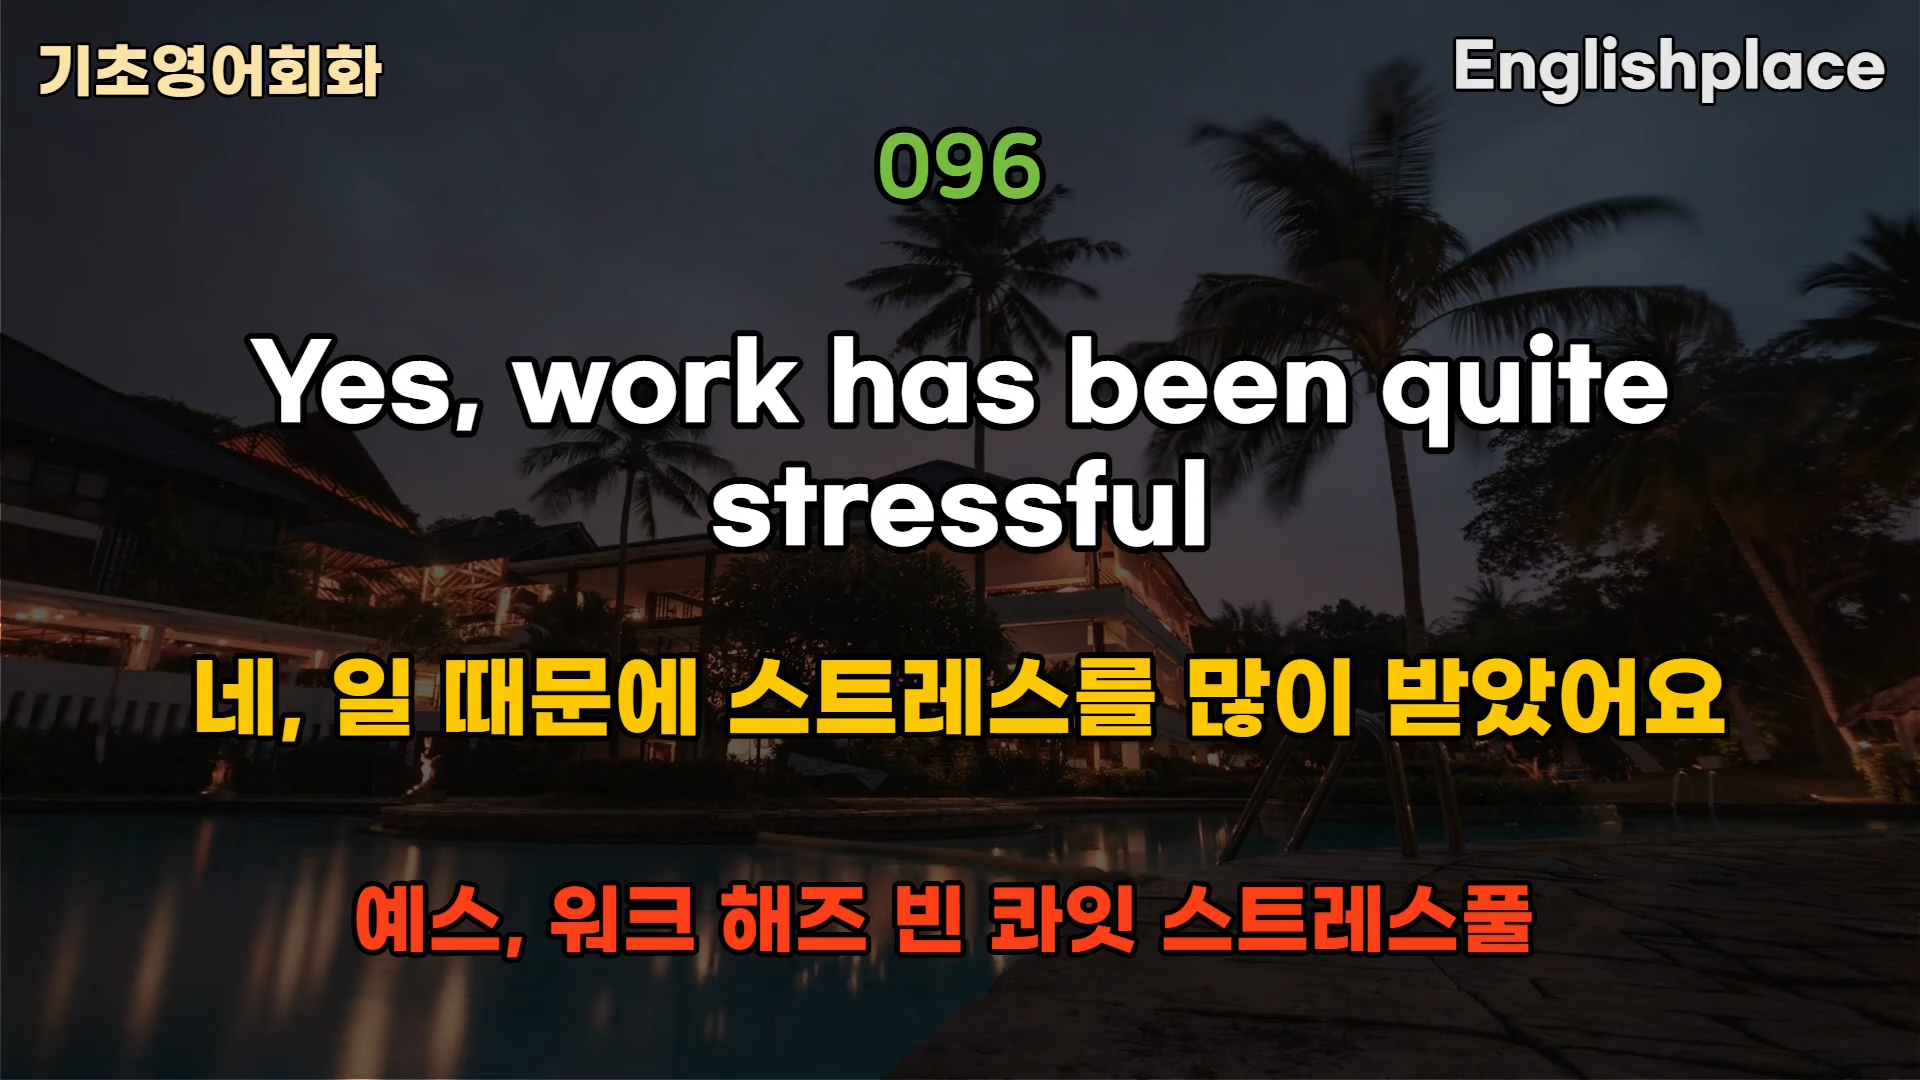 기초영어회화
Englishplace
096
Yes, work has been quite
stressful
네, 일 때문에 스트레스를 많이 받았어요
예스, 워크 해즈 빈 콰잇 스트레스풀